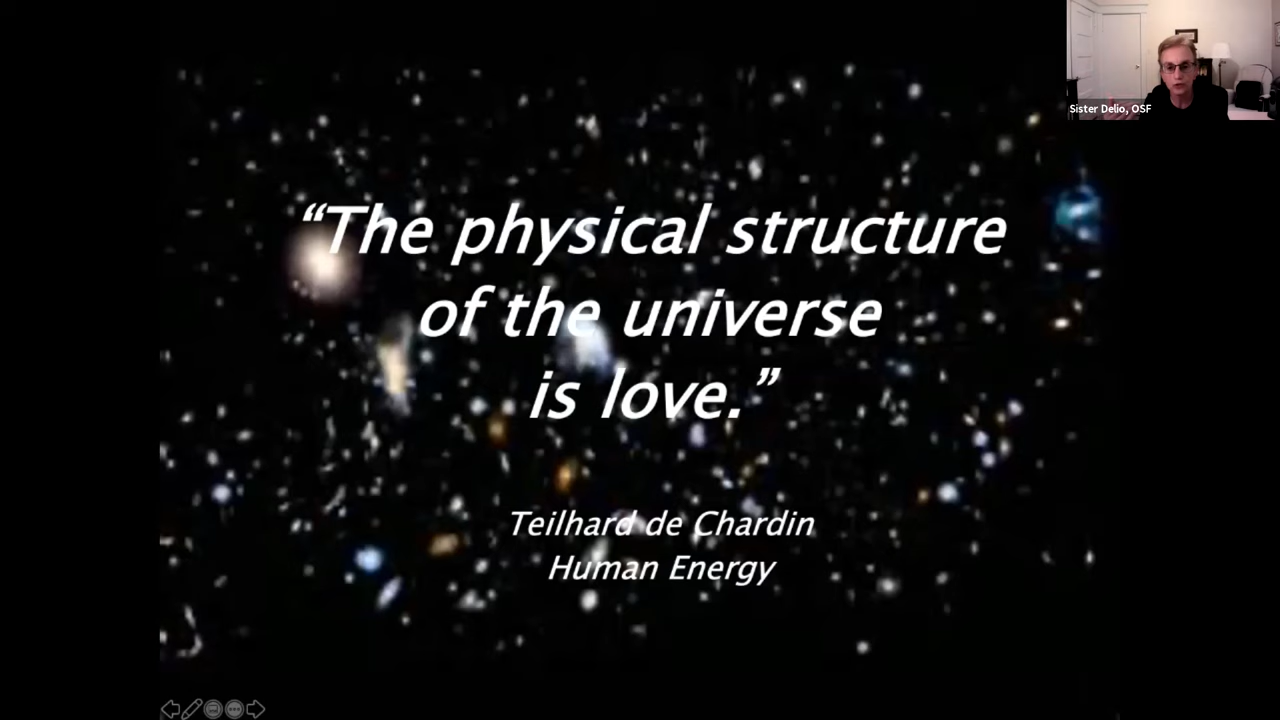 Sister Delio, OSF
“The physical structure
of the universe
is love.”
Teilhard de Chardin
Human Energy